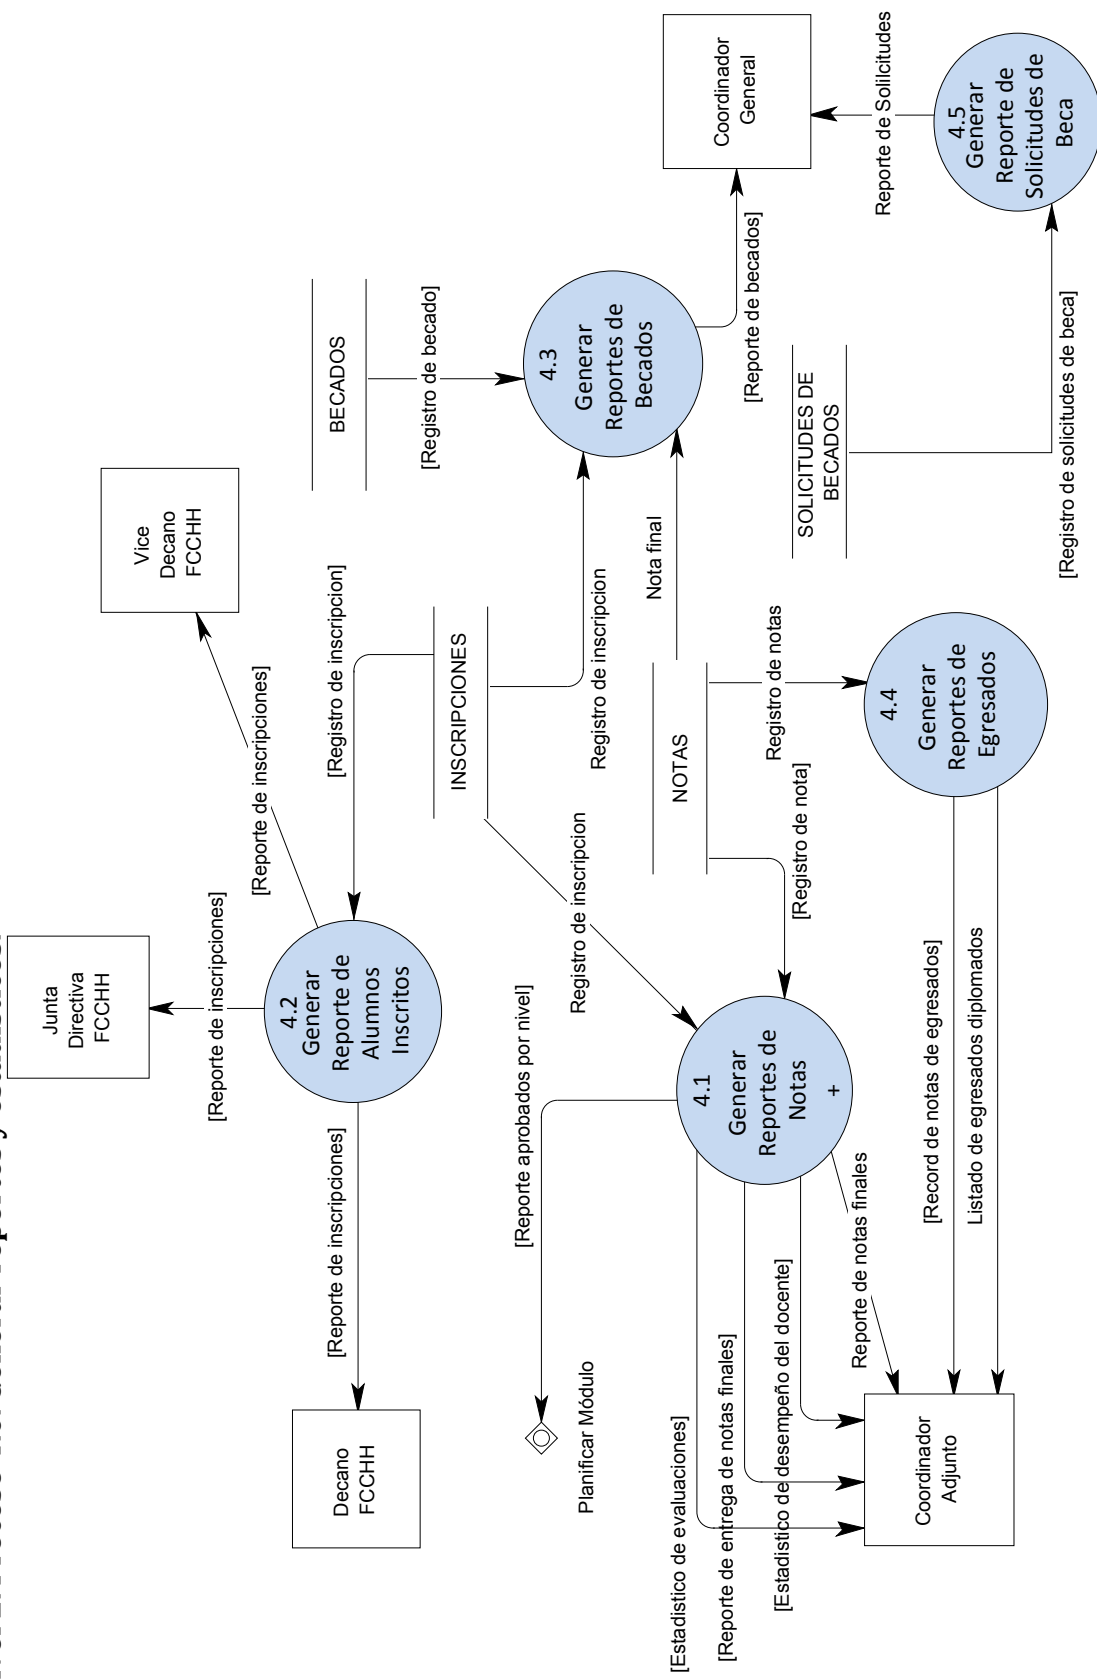 reportes y
Junta
Directiva
FCCHH
Vice
Decano
FCCHH
[Reporte de inscripciones]
[Reporte de inscripciones]
[Reporte de inscripciones]
4.2
Generar
Reporte de
Alumnos
Inscritos
Decano
FCCHH
[Registro de inscripcion]
BECADOS
[Registro de becado]
INSCRIPCIONES
[Reporte aprobados por nivel]
Planificar Módulo
Registro de inscripcion
Registro de inscripcion
4.3
Generar
Reportes de
Becados
Nota final
NOTAS
4.1
Generar
Reportes de
Notas
+
[Registro de nota]
Registro de notas
Coordinador
General
[Reporte de becados]
[Estadistico de evaluaciones]
[Reporte de entrega de notas finales]
[Estadistico de desempeño del docente]
Reporte de notas finales
SOLICITUDES DE
BECADOS
Reporte de Solilcitudes
4.4
Generar
Reportes de
Egresados
[Record de notas de egresados]
Listado de egresados diplomados
Coordinador
Adjunto
4.5
Generar
Reporte de
Solicitudes de
Beca
[Registro de solicitudes de beca]